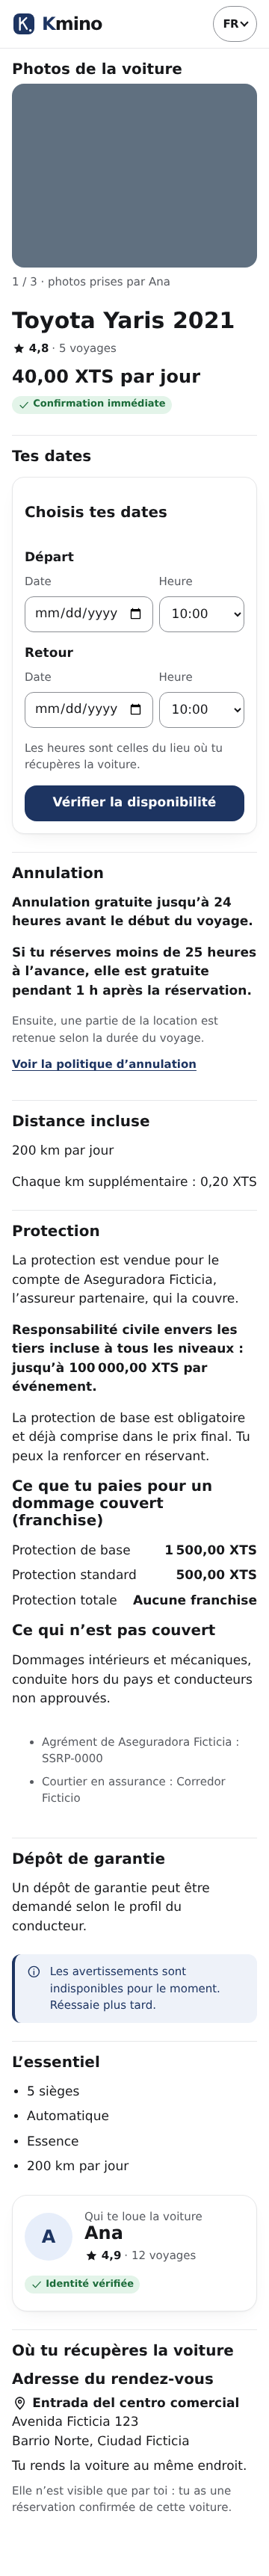 Kmino
FR
Photos de la voiture
1 / 3 · photos prises par Ana
Toyota Yaris 2021
★ 4,8 · 5 voyages
40,00 XTS par jour
Confirmation immédiate
Tes dates
Choisis tes dates
Départ
Date Heure
mm/dd/yyyy 10:00
Retour
Date Heure
mm/dd/yyyy 10:00
Les heures sont celles du lieu où tu
récupères la voiture.
Vérifier la disponibilité
Annulation
Annulation gratuite jusqu’à 24
heures avant le début du voyage.
Si tu réserves moins de 25 heures
à l’avance, elle est gratuite
pendant 1 h après la réservation.
Ensuite, une partie de la location est
retenue selon la durée du voyage.
Voir la politique d’annulation
Distance incluse
200 km par jour
Chaque km supplémentaire : 0,20 XTS
Protection
La protection est vendue pour le
compte de Aseguradora Ficticia,
l’assureur partenaire, qui la couvre.
Responsabilité civile envers les
tiers incluse à tous les niveaux :
jusqu’à 100 000,00 XTS par
événement.
La protection de base est obligatoire
et déjà comprise dans le prix final. Tu
peux la renforcer en réservant.
Ce que tu paies pour un
dommage couvert
(franchise)
Protection de base 1 500,00 XTS
Protection standard 500,00 XTS
Protection totale Aucune franchise
Ce qui n’est pas couvert
Dommages intérieurs et mécaniques,
conduite hors du pays et conducteurs
non approuvés.
• Agrément de Aseguradora Ficticia :
SSRP-0000
• Courtier en assurance : Corredor
Ficticio
Dépôt de garantie
Un dépôt de garantie peut être
demandé selon le profil du
conducteur.
Les avertissements sont
indisponibles pour le moment.
Réessaie plus tard.
L’essentiel
• 5 sièges
• Automatique
• Essence
• 200 km par jour
A
Qui te loue la voiture
Ana
★ 4,9 · 12 voyages
Identité vérifiée
Où tu récupères la voiture
Adresse du rendez-vous
Entrada del centro comercial
Avenida Ficticia 123
Barrio Norte, Ciudad Ficticia
Tu rends la voiture au même endroit.
Elle n’est visible que par toi : tu as une
réservation confirmée de cette voiture.